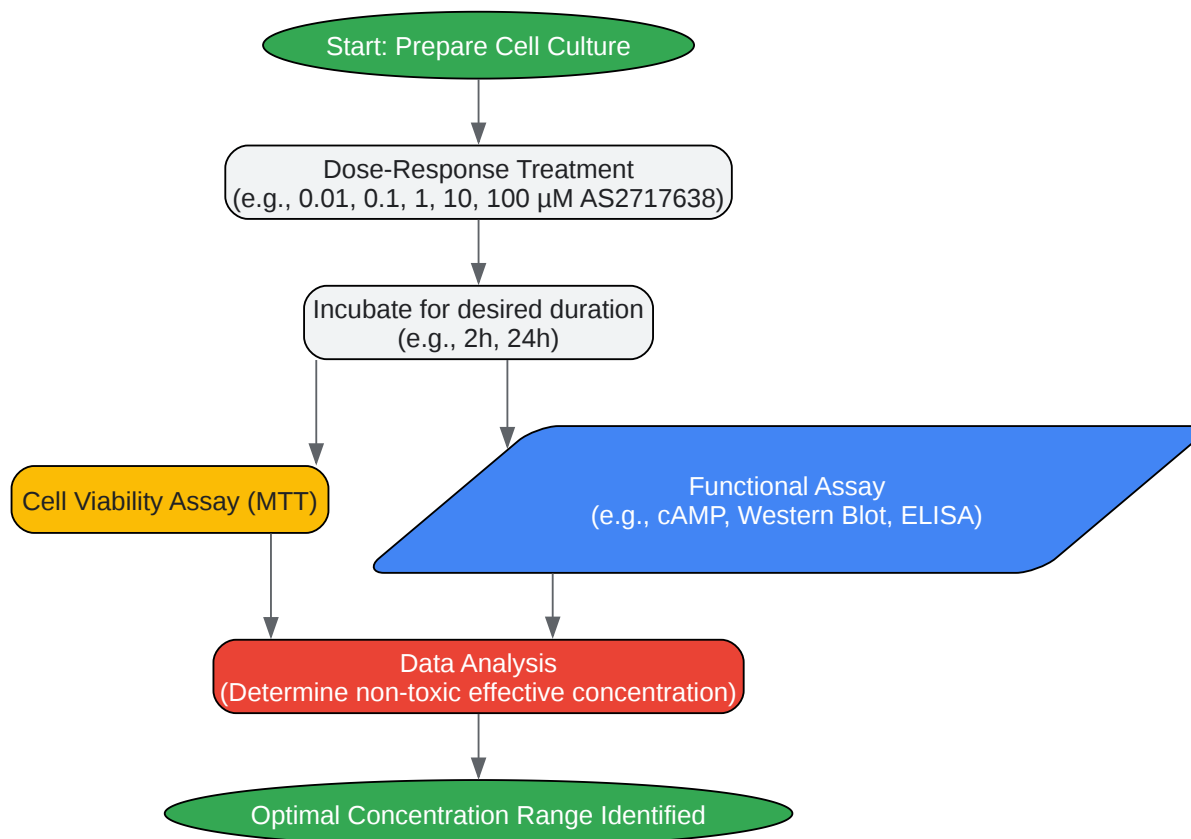 Start: Prepare Cell Culture
Dose-Response Treatment
(e.g., 0.01, 0.1, 1, 10, 100 µM AS2717638)
Incubate for desired duration
(e.g., 2h, 24h)
Cell Viability Assay (MTT)
Functional Assay
(e.g., cAMP, Western Blot, ELISA)
Data Analysis
(Determine non-toxic effective concentration)
Optimal Concentration Range Identified